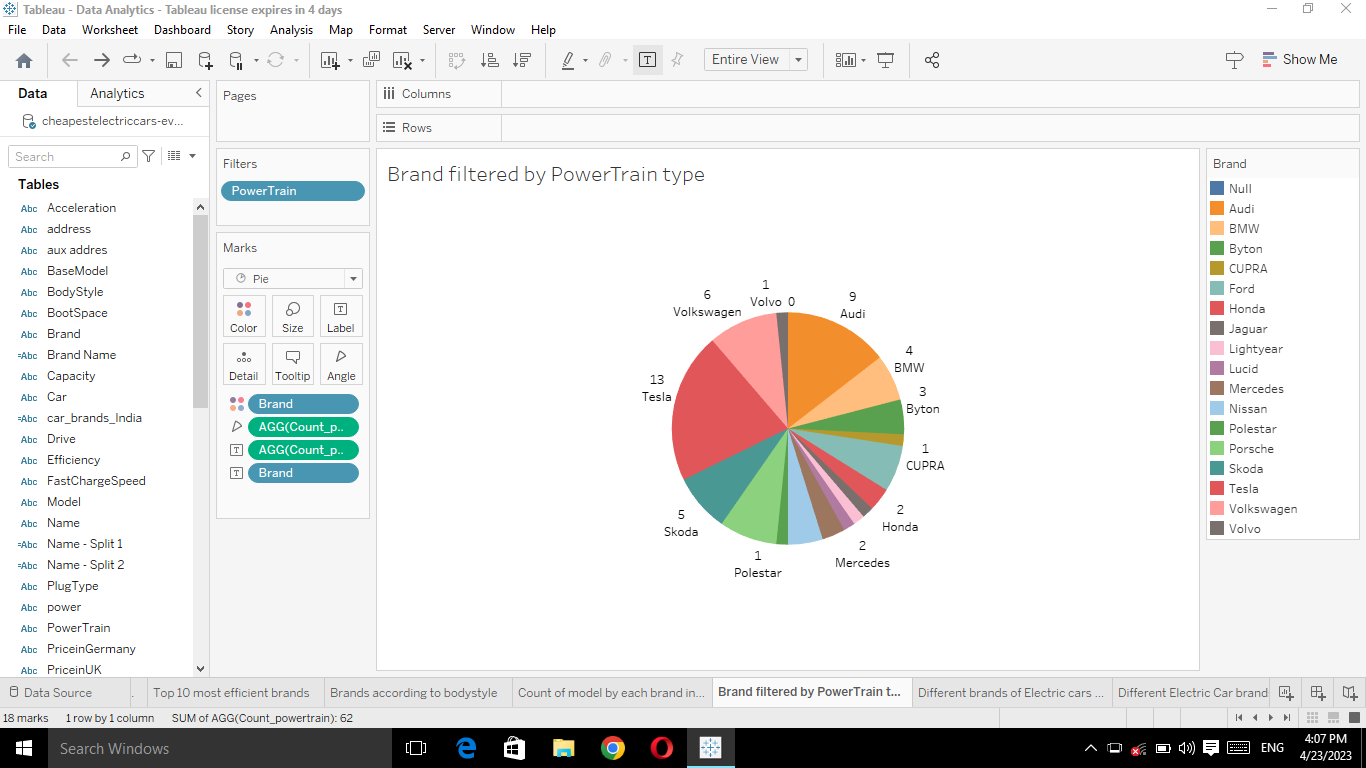 Tableau - Data Analytics - Tableau license expires in 4 days
File Data Worksheet Dashboard Story Analysis Map Format Server Window Help
Entire View
Show Me
Data Analytics
cheapestelectriccars-ev...
Search
Tables
Abc Acceleration
Abc address
Abc aux addres
Abc BaseModel
Abc BodyStyle
Abc BootSpace
Abc Brand
=Abc Brand Name
Abc Capacity
Abc Car
=Abc car_brands_India
Abc Drive
Abc Efficiency
Abc FastChargeSpeed
Abc Model
Abc Name
=Abc Name - Split 1
=Abc Name - Split 2
Abc PlugType
Abc power
Abc PowerTrain
Abc PriceinGermany
Abc PriceinUK
Pages
Filters
PowerTrain
Marks
Pie
Color Size Label
Detail Tooltip Angle
Brand
AGG(Count_p..
AGG(Count_p..
Brand
Columns
Rows
Brand filtered by PowerTrain type
0
9
Audi
4
BMW
3
Byton
1
CUPRA
2
Honda
2
Mercedes
1
Polestar
5
Skoda
13
Tesla
6
Volkswagen
1
Volvo
Brand
Null
Audi
BMW
Byton
CUPRA
Ford
Honda
Jaguar
Lightyear
Lucid
Mercedes
Nissan
Polestar
Porsche
Skoda
Tesla
Volkswagen
Volvo
Data Source . Top 10 most efficient brands Brands according to bodystyle Count of model by each brand in... Brand filtered by PowerTrain t... Different brands of Electric cars ... Different Electric Car brand
18 marks 1 row by 1 column SUM of AGG(Count_powertrain): 62
Search Windows
ENG
4:07 PM
4/23/2023